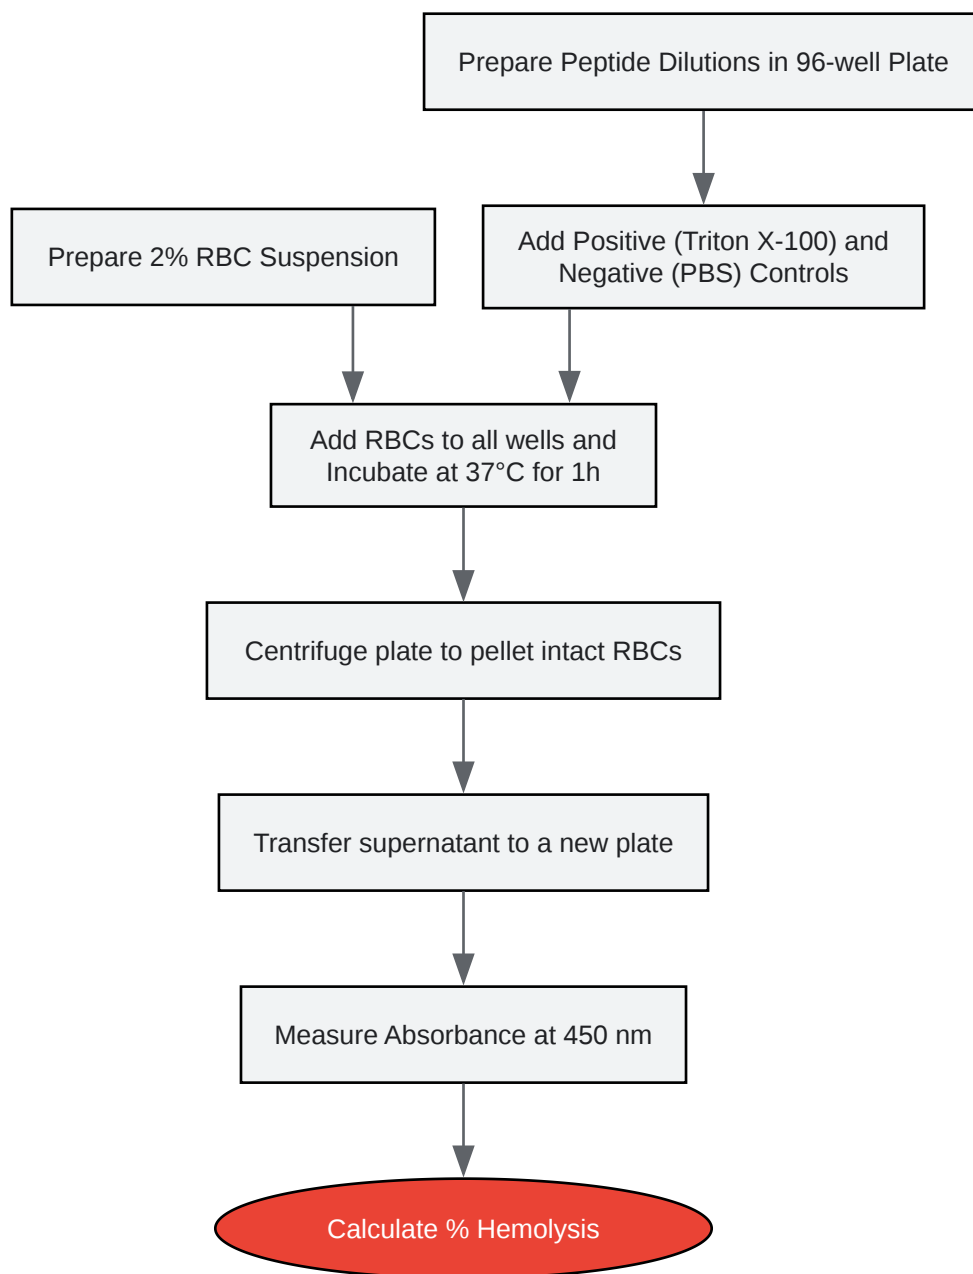 Prepare Peptide Dilutions in 96-well Plate
Prepare 2% RBC Suspension
Add Positive (Triton X-100) and
Negative (PBS) Controls
Add RBCs to all wells and
Incubate at 37°C for 1h
Centrifuge plate to pellet intact RBCs
Transfer supernatant to a new plate
Measure Absorbance at 450 nm
Calculate % Hemolysis